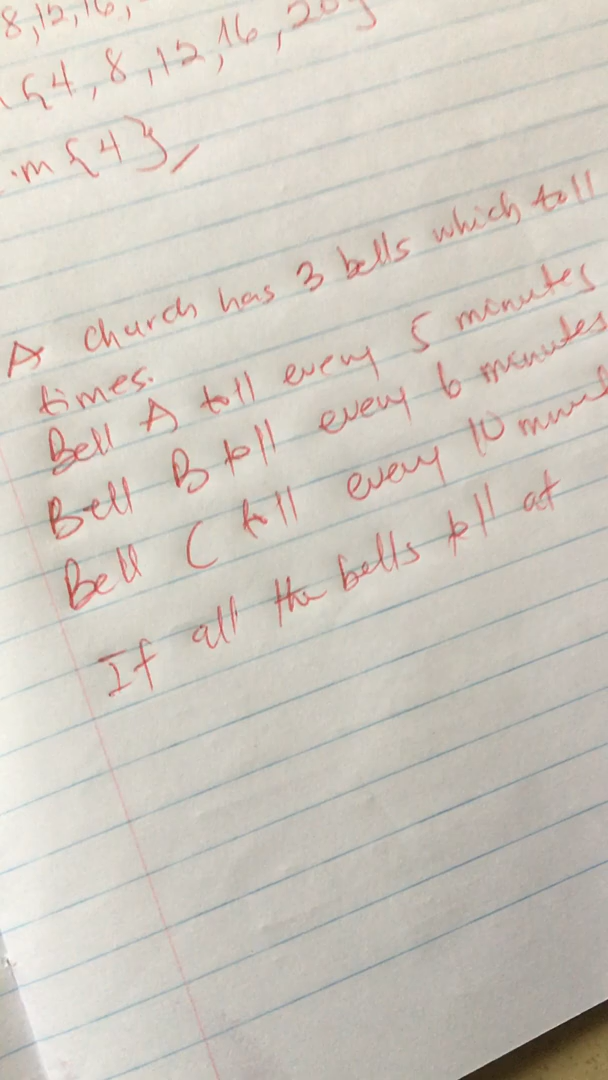 8,12,16,
{4, 8, 12, 16, 20}
m {4}
A church has 3 bells which toll
times.
Bell A toll every 5 minutes
Bell B toll every 6 minutes
Bell C toll every 10 minut
If all the bells toll at